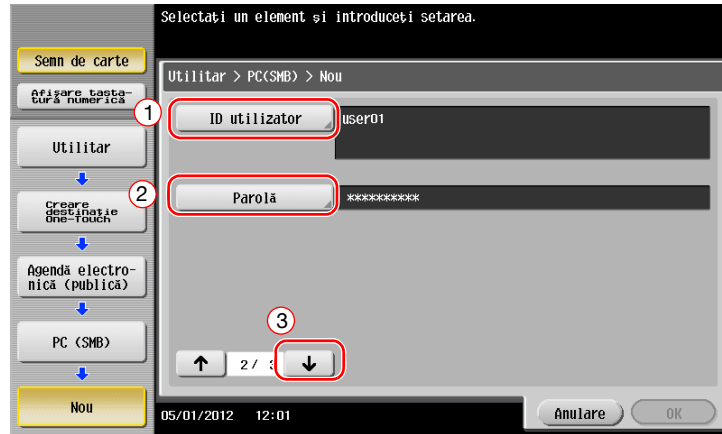 Selectați un element și introduceți setarea.
Semn de carte
Afișare tasta-
tură numerică
Utilitar
Creare
destinație
One-Touch
Agendă electro-
nică (publică)
PC (SMB)
Nou
Utilitar > PC(SMB) > Nou
1
ID utilizator
user01
2
Parolă
**********
3
↑ 2/ 3 ↓
05/01/2012 12:01
Anulare
OK